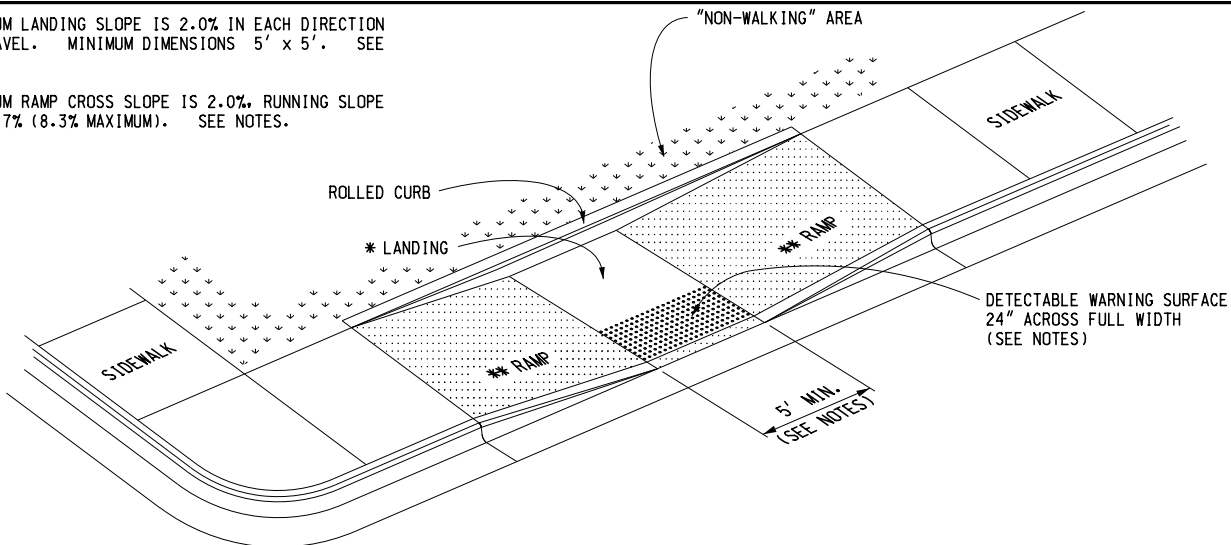 LANDING SLOPE IS 2.0% IN EACH DIRECTION
MINIMUM DIMENSIONS 5' x 5'. SEE
RAMP CROSS SLOPE IS 2.0%, RUNNING SLOPE
7% (8.3% MAXIMUM). SEE NOTES.
"NON-WALKING" AREA
SIDEWALK
ROLLED CURB
* LANDING
** RAMP
DETECTABLE WARNING SURFACE
24" ACROSS FULL WIDTH
(SEE NOTES)
SIDEWALK
** RAMP
5' MIN.
(SEE NOTES)